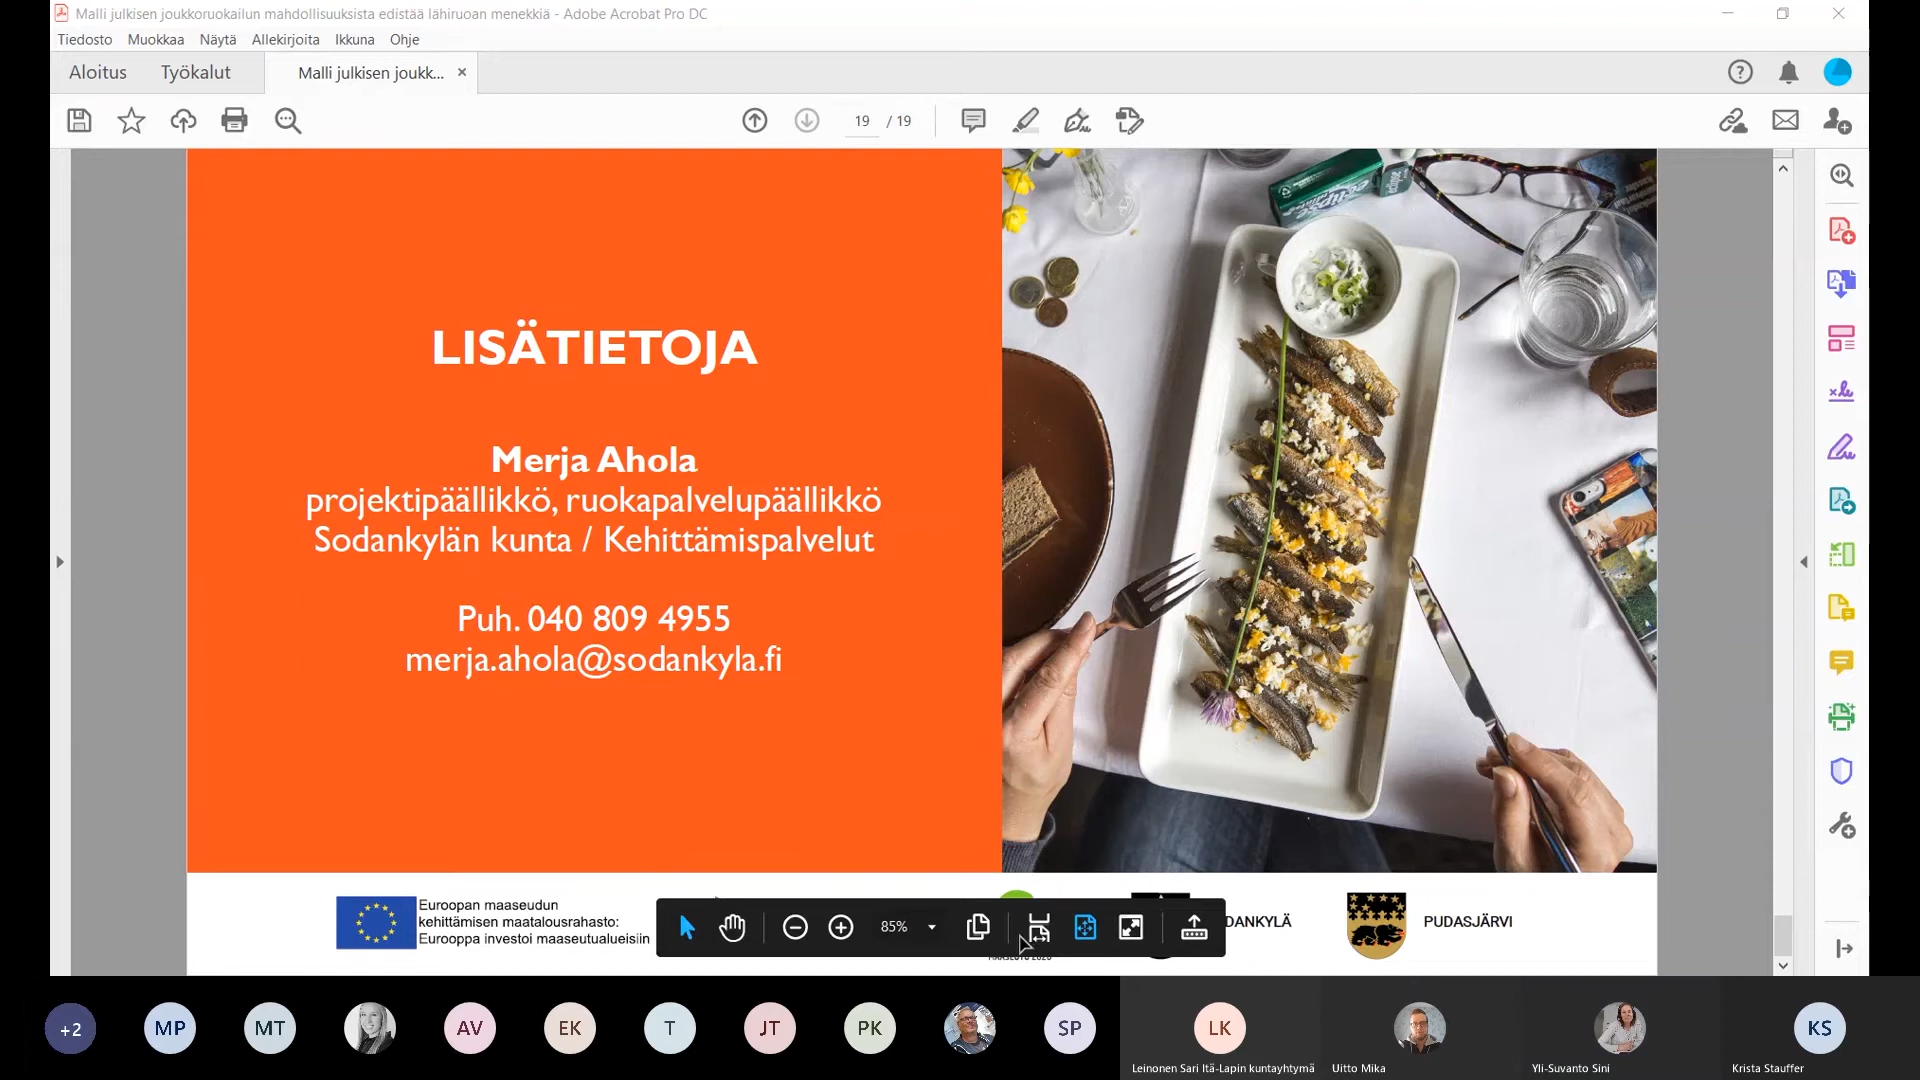 Malli julkisen joukkoruokailun mahdollisuuksista edistää lähiruoan menekkiä - Adobe Acrobat Pro DC
Tiedosto Muokkaa Näytä Allekirjoita Ikkuna Ohje
Aloitus Työkalut Malli julkisen joukk... ×
19 / 19
eclipse
LISÄTIETOJA
Merja Ahola
projektipäällikkö, ruokapalvelupäällikkö
Sodankylän kunta / Kehittämispalvelut
Puh. 040 809 4955
merja.ahola@sodankyla.fi
Euroopan maaseudun
kehittämisen maatalousrahasto:
Eurooppa investoi maaseutualueisiin
85%
DANKYLÄ
PUDASJÄRVI
+2 MP MT AV EK T JT PK SP LK KS
Leinonen Sari Itä-Lapin kuntayhtymä Uitto Mika Yli-Suvanto Sini Krista Stauffer